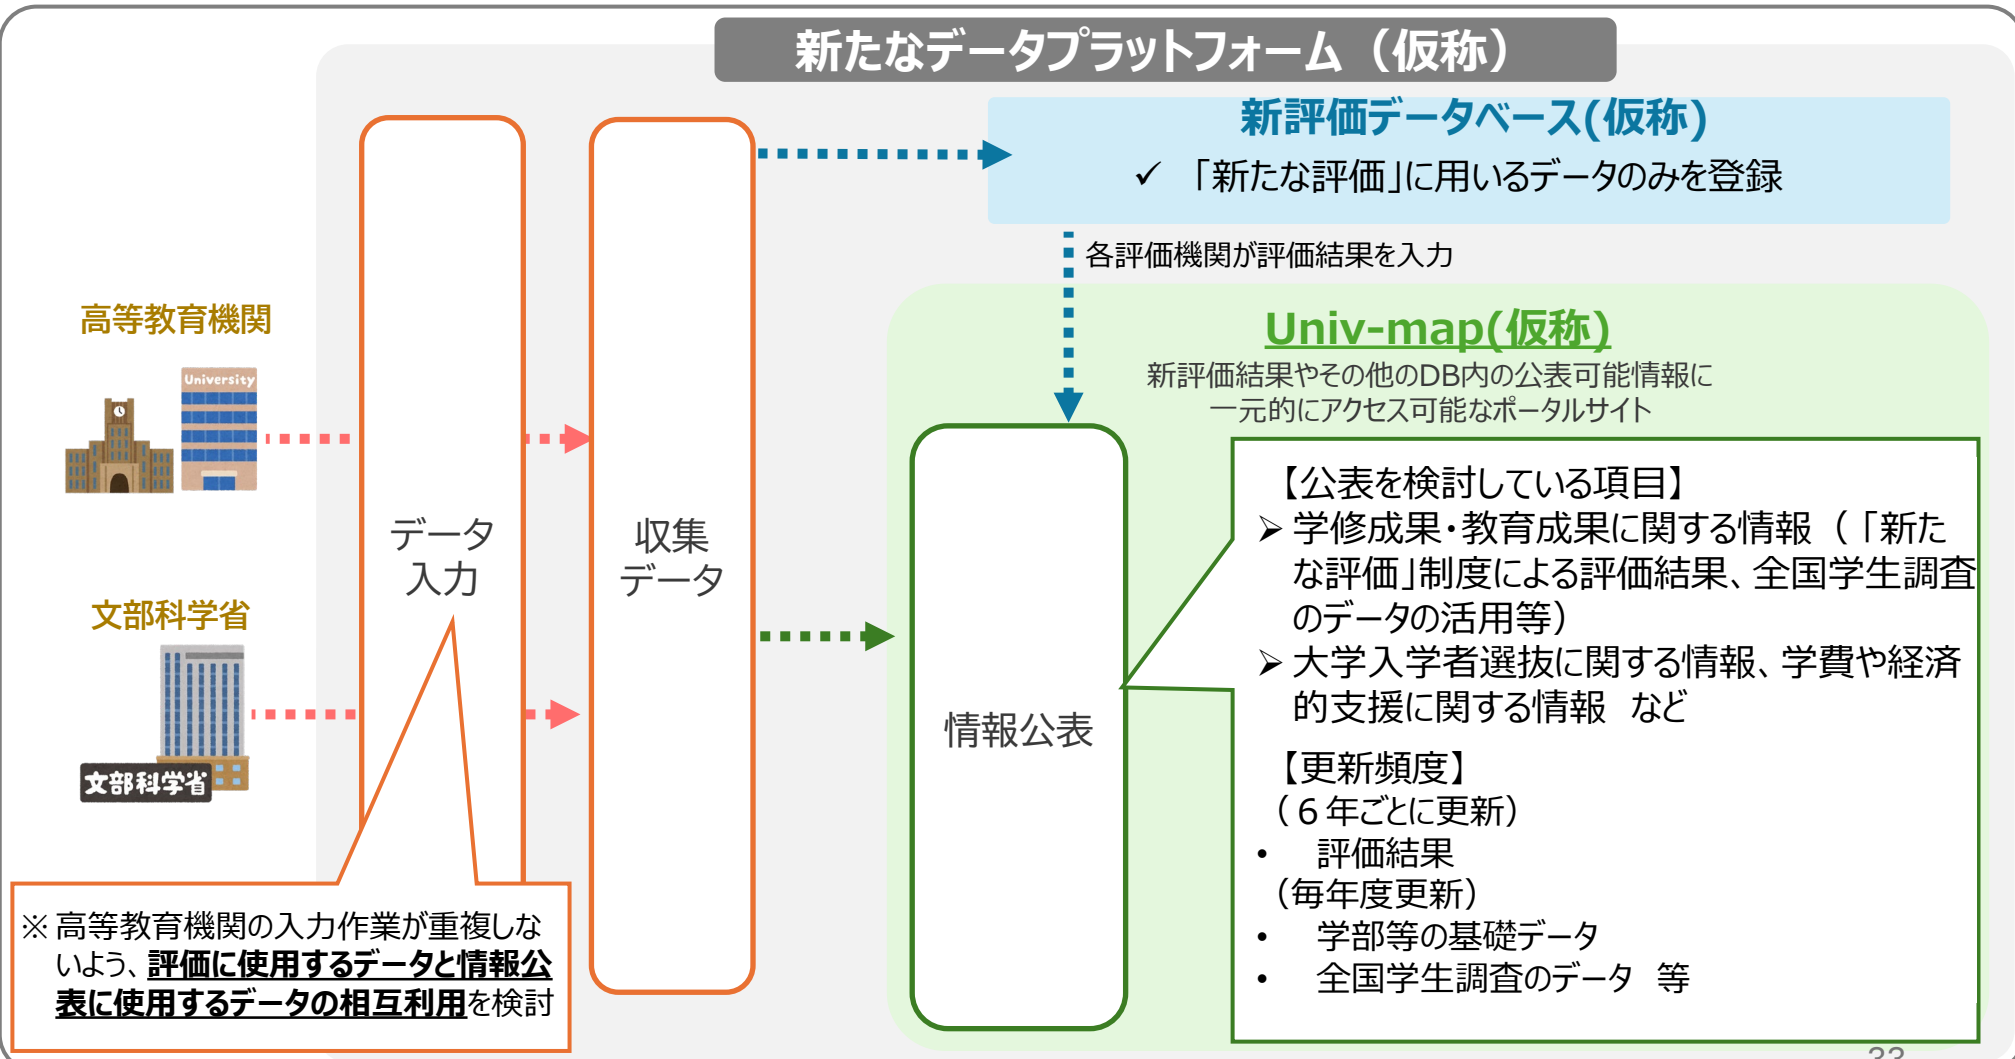 新たなデータプラットフォーム（仮称）
新評価データベース(仮称)
✓ 「新たな評価」に用いるデータのみを登録
各評価機関が評価結果を入力
高等教育機関
University
文部科学省
文部科学省
データ
入力
収集
データ
Univ-map(仮称)
新評価結果やその他のDB内の公表可能情報に
一元的にアクセス可能なポータルサイト
情報公表
【公表を検討している項目】
➢ 学修成果・教育成果に関する情報（「新た
な評価」制度による評価結果、全国学生調査
のデータの活用等）
➢ 大学入学者選抜に関する情報、学費や経済
的支援に関する情報　など
【更新頻度】
（６年ごとに更新）
• 評価結果
（毎年度更新）
• 学部等の基礎データ
• 全国学生調査のデータ　等
※ 高等教育機関の入力作業が重複しな
いよう、評価に使用するデータと情報公
表に使用するデータの相互利用を検討